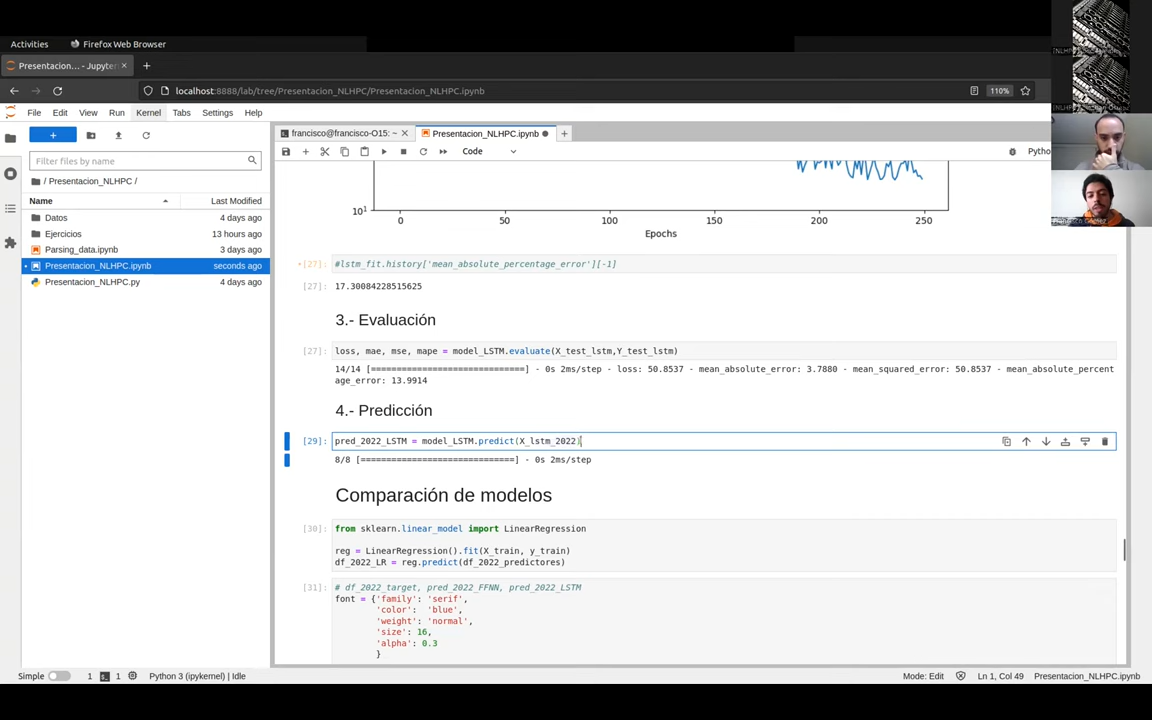 Activities
Firefox Web Browser
Presentacion... - Jupyter
localhost:8888/lab/tree/Presentacion_NLHPC/Presentacion_NLHPC.ipynb
110%
File Edit View Run Kernel Tabs Settings Help
francisco@francisco-O15: ~
Presentacion_NLHPC.ipynb
Code
Python
Filter files by name
/ Presentacion_NLHPC /
Name
Last Modified
Datos
4 days ago
Ejercicios
13 hours ago
Parsing_data.ipynb
3 days ago
Presentacion_NLHPC.ipynb
seconds ago
Presentacion_NLHPC.py
4 days ago
10¹
0 50 100 150 200 250
Epochs
[27]: #lstm_fit.history['mean_absolute_percentage_error'][-1]
[27]: 17.30084228515625
3.- Evaluación
[27]: loss, mae, mse, mape = model_LSTM.evaluate(X_test_lstm,Y_test_lstm)
14/14 [==============================] - 0s 2ms/step - loss: 50.8537 - mean_absolute_error: 3.7880 - mean_squared_error: 50.8537 - mean_absolute_percent
age_error: 13.9914
4.- Predicción
[29]: pred_2022_LSTM = model_LSTM.predict(X_lstm_2022)
8/8 [==============================] - 0s 2ms/step
Comparación de modelos
[30]: from sklearn.linear_model import LinearRegression
reg = LinearRegression().fit(X_train, y_train)
df_2022_LR = reg.predict(df_2022_predictores)
[31]: # df_2022_target, pred_2022_FFNN, pred_2022_LSTM
font = {'family': 'serif',
'color': 'blue',
'weight': 'normal',
'size': 16,
'alpha': 0.3
}
Simple
1
1
Python 3 (ipykernel) | Idle
Mode: Edit
Ln 1, Col 49
Presentacion_NLHPC.ipynb